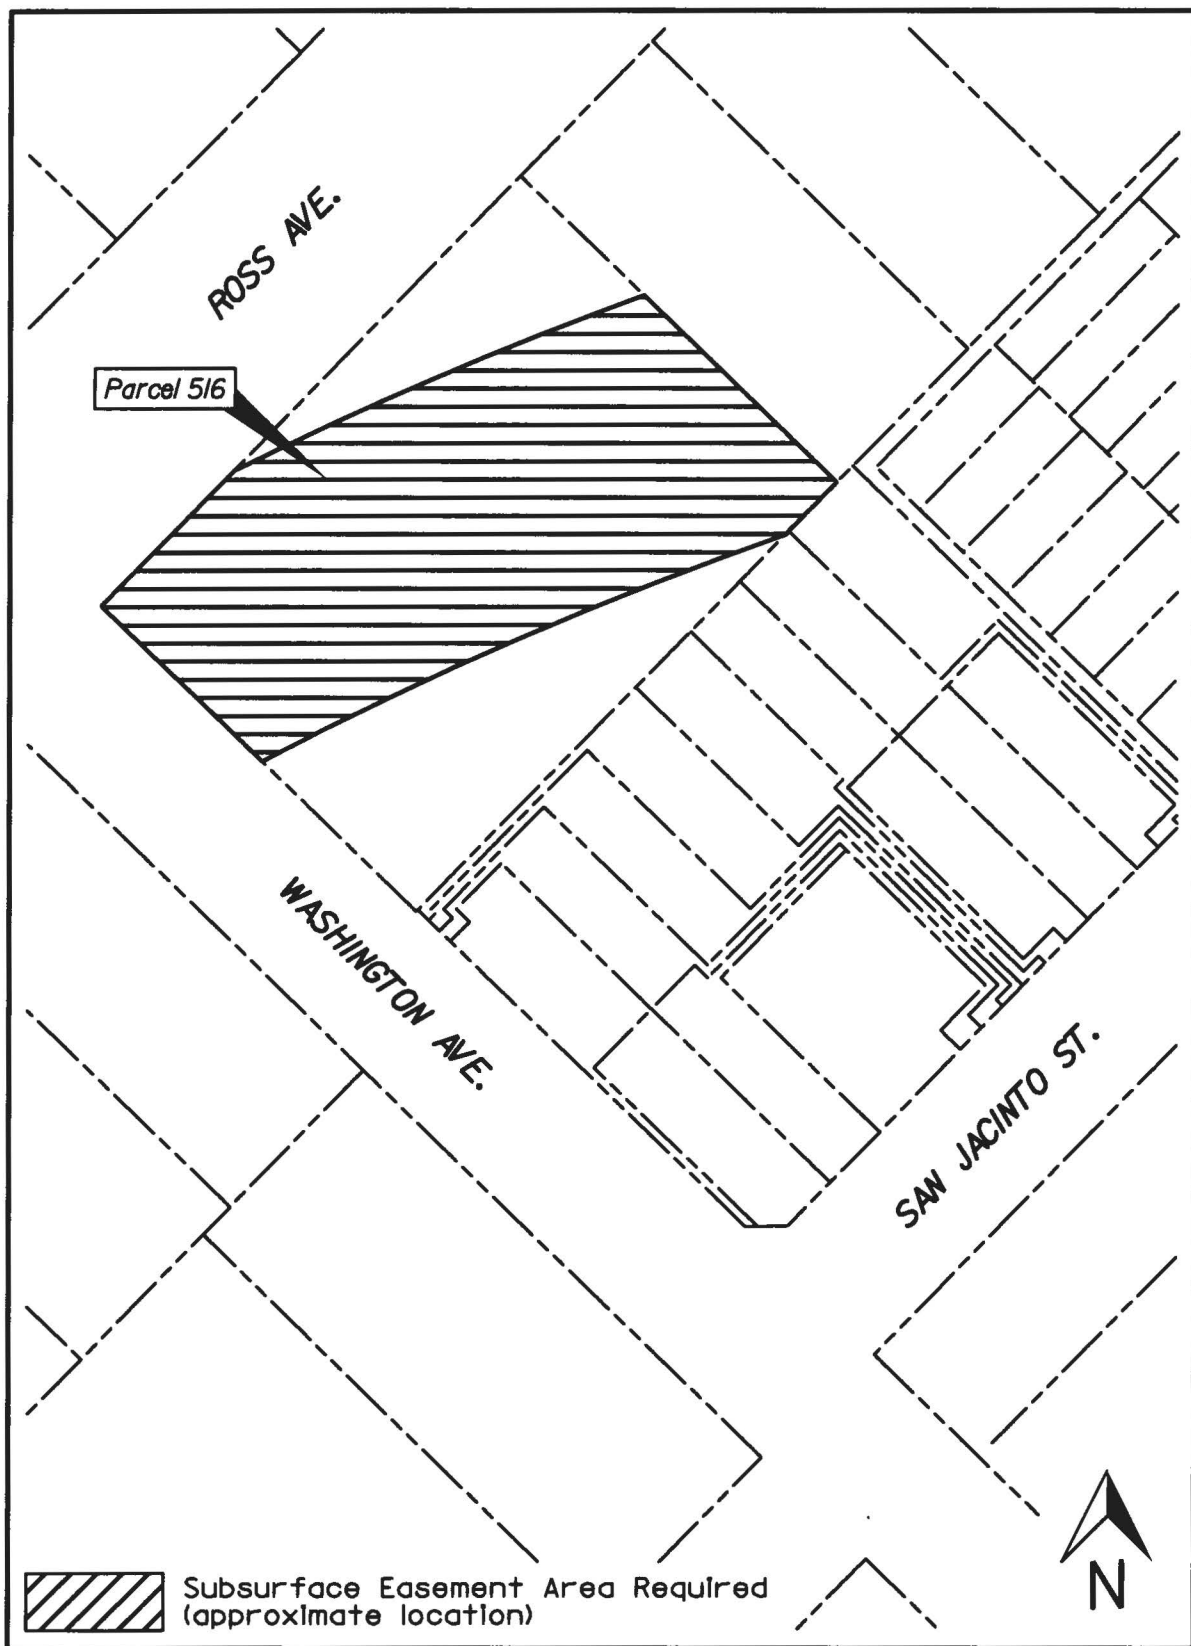 ROSS AVE.
Parcel 516
WASHINGTON AVE.
SAN JACINTO ST.
N
Subsurface Easement Area Required
(approximate location)